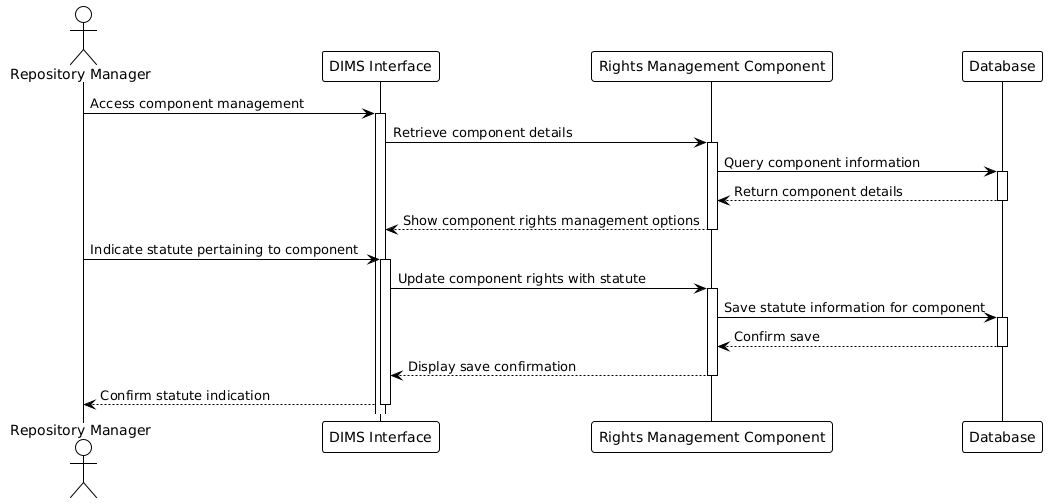 Repository Manager
DIMS Interface
Rights Management Component
Database
Access component management
Retrieve component details
Query component information
Return component details
Show component rights management options
Indicate statute pertaining to component
Update component rights with statute
Save statute information for component
Confirm save
Display save confirmation
Confirm statute indication
Repository Manager
DIMS Interface
Rights Management Component
Database